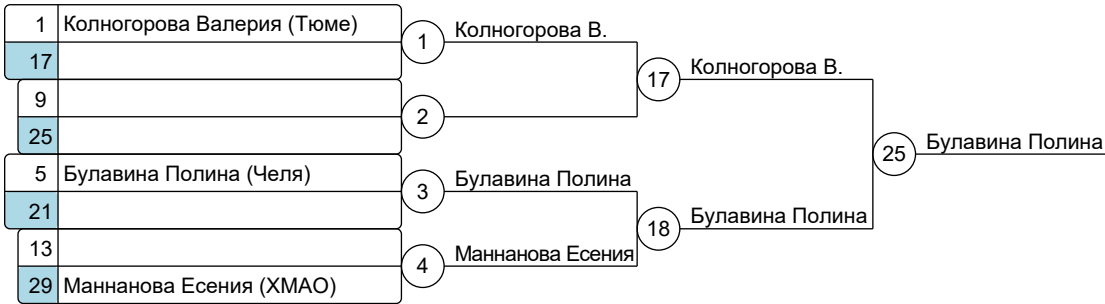 1 Колногорова Валерия (Тюме)
17
9
25
5 Булавина Полина (Челя)
21
13
29 Маннанова Есения (ХМАО)
1 Колногорова В.
2
3 Булавина Полина
4 Маннанова Есения
17 Колногорова В.
18 Булавина Полина
25 Булавина Полина